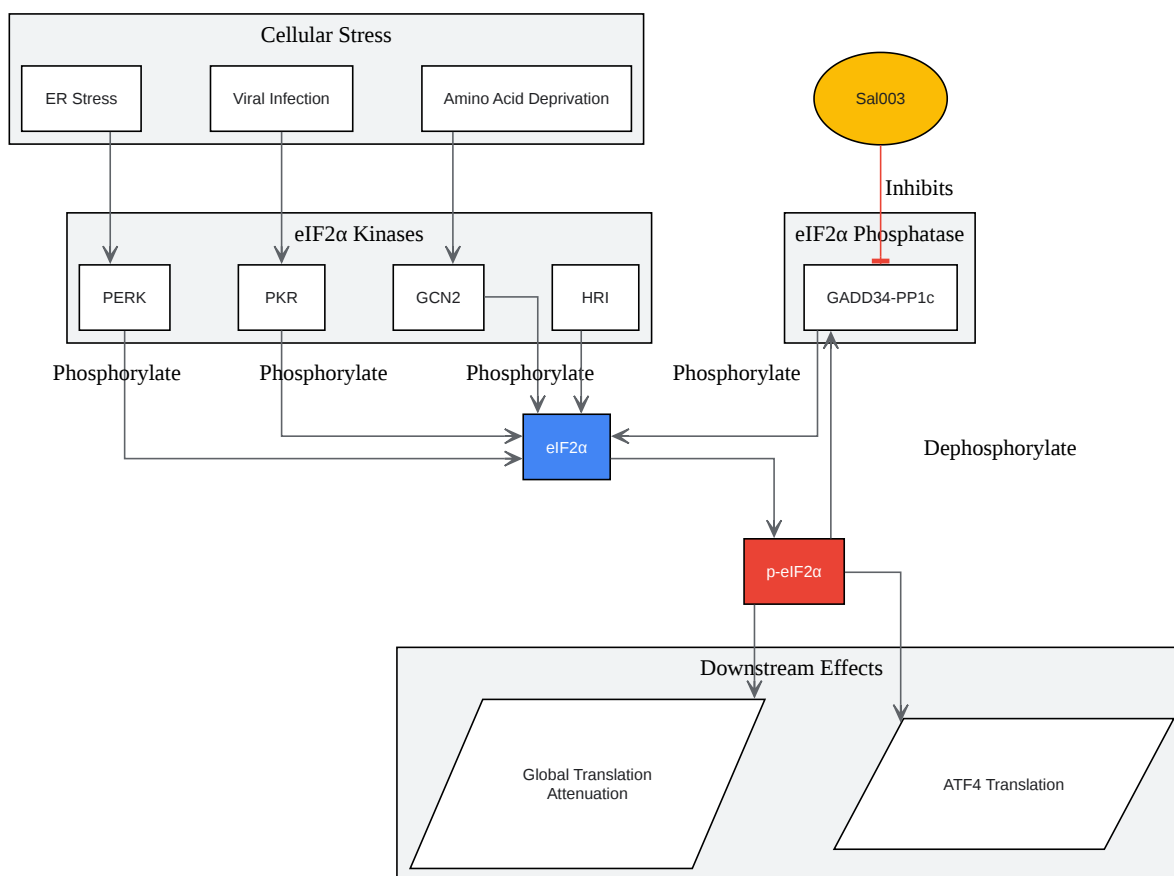 Cellular Stress
ER Stress
Viral Infection
Amino Acid Deprivation
Sal003
Inhibits
eIF2α Kinases
eIF2α Phosphatase
PERK
PKR
GCN2
HRI
GADD34-PP1c
Phosphorylate
Phosphorylate
Phosphorylate
Phosphorylate
eIF2α
Dephosphorylate
p-eIF2α
Downstream Effects
Global Translation
Attenuation
ATF4 Translation